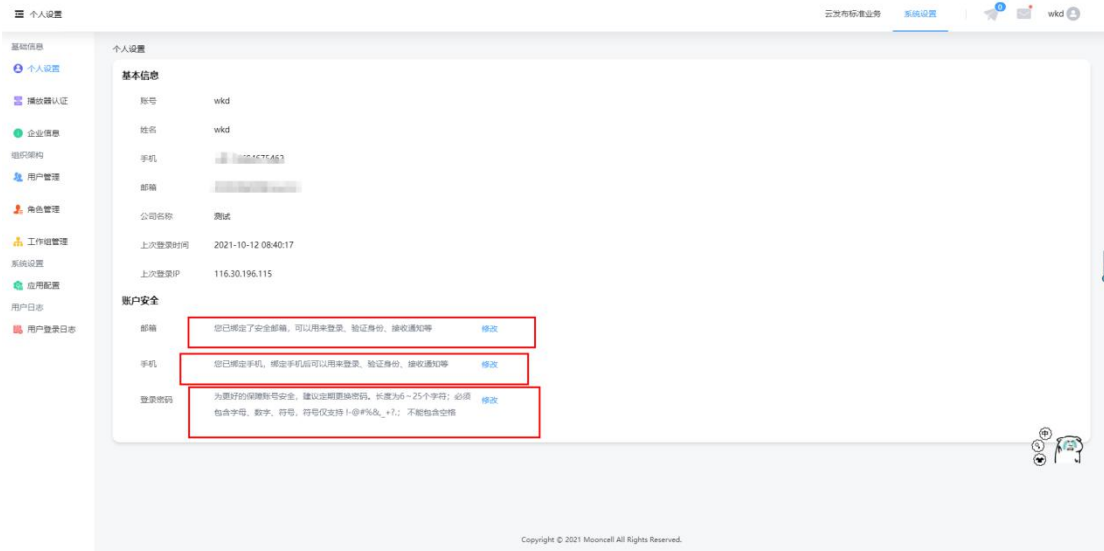 个人设置
云发布标准业务 系统设置 0 wkd
基础信息
个人设置
播放器认证
企业信息
组织架构
用户管理
角色管理
工作组管理
系统设置
应用配置
用户日志
用户登录日志
个人设置
基本信息
账号 wkd
姓名 wkd
手机
邮箱
公司名称 测试
上次登录时间 2021-10-12 08:40:17
上次登录IP 116.30.196.115
账户安全
邮箱 您已绑定了安全邮箱，可以用来登录、验证身份、接收通知等 修改
手机 您已绑定手机，绑定手机后可以用来登录、验证身份、接收通知等 修改
登录密码 为更好的保障账号安全，建议定期更换密码。长度为6~25个字符；必须 修改
包含字母、数字、符号，符号仅支持 !-@#%&_+?.； 不能包含空格
中
Copyright © 2021 Mooncell All Rights Reserved.